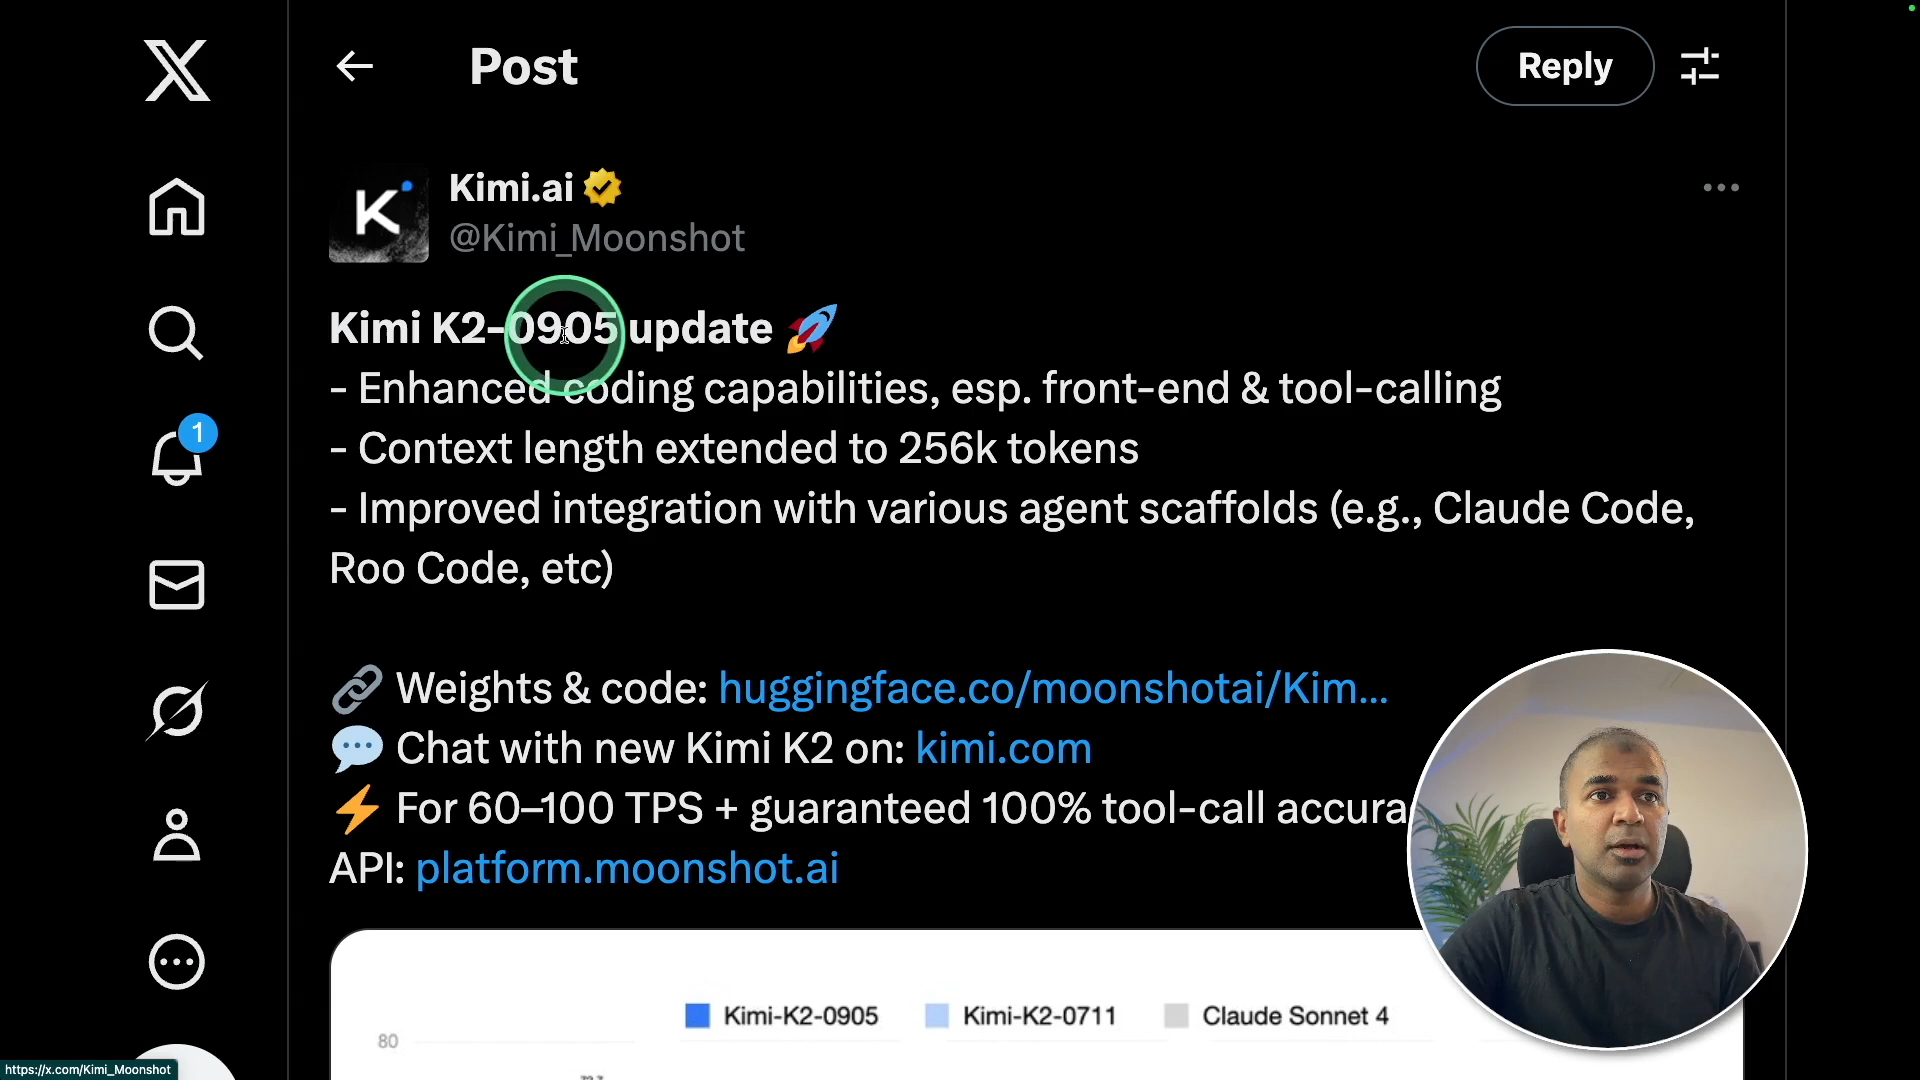 Post
Reply
Kimi.ai
@Kimi_Moonshot
Kimi K2-0905 update 🚀
- Enhanced coding capabilities, esp. front-end & tool-calling
- Context length extended to 256k tokens
- Improved integration with various agent scaffolds (e.g., Claude Code,
Roo Code, etc)
🔗 Weights & code: huggingface.co/moonshotai/Kim…
💬 Chat with new Kimi K2 on: kimi.com
⚡ For 60–100 TPS + guaranteed 100% tool-call
API: platform.moonshot.ai
1
Kimi-K2-0905 Kimi-K2-0711 Claude Sonnet 4
80
https://x.com/Kimi_Moonshot